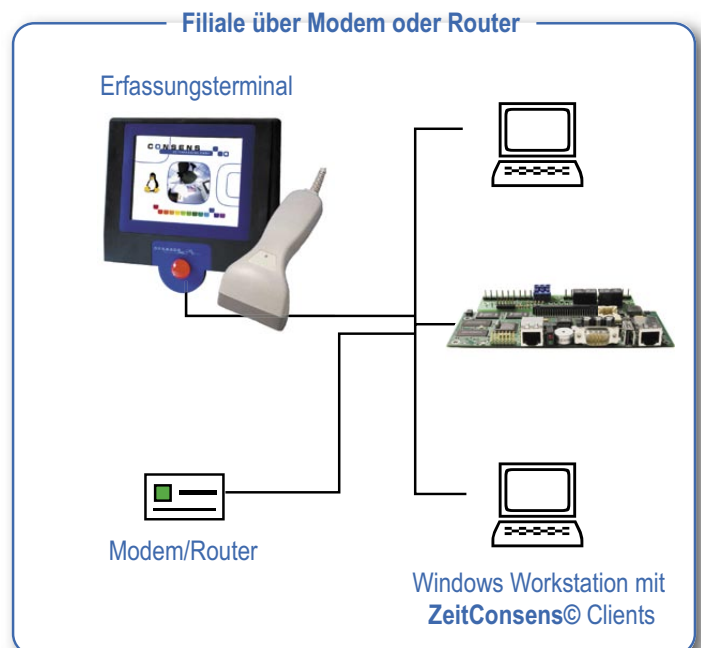 Filiale über Modem oder Router
Erfassungsterminal
CONSENS
Modem/Router
Windows Workstation mit
ZeitConsens© Clients